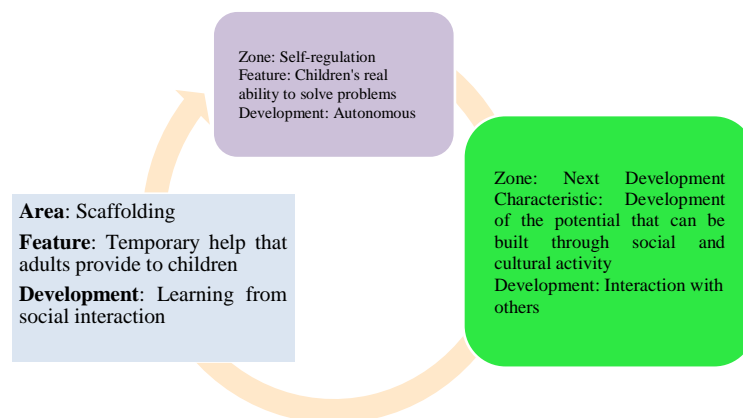 Zone: Self-regulation
Feature: Children's real
ability to solve problems
Development: Autonomous
Zone: Next Development
Characteristic: Development
of the potential that can be
built through social and
cultural activity
Development: Interaction with
others
Area: Scaffolding
Feature: Temporary help that
adults provide to children
Development: Learning from
social interaction